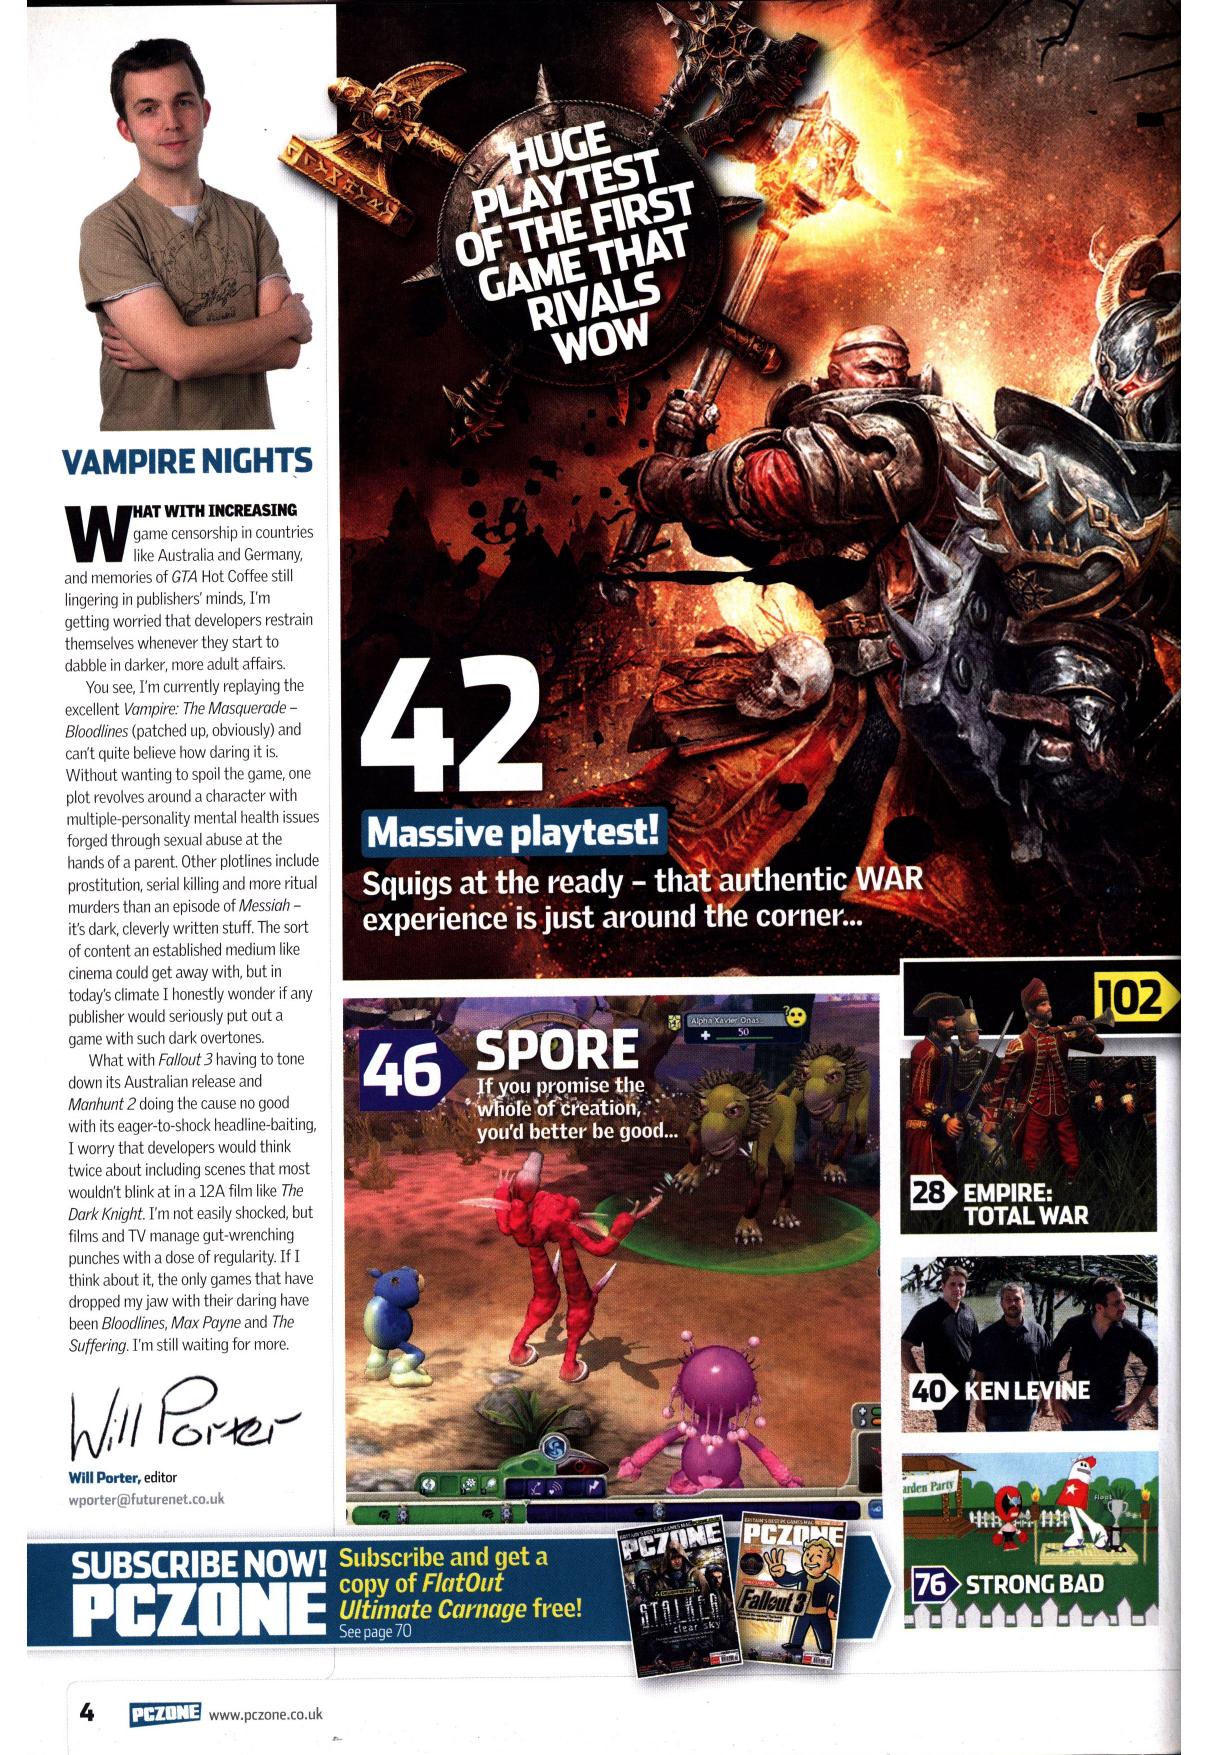 VAMPIRE NIGHTS
WHAT WITH INCREASING
game censorship in countries
like Australia and Germany,
and memories of GTA Hot Coffee still
lingering in publishers' minds, I'm
getting worried that developers restrain
themselves whenever they start to
dabble in darker, more adult affairs.
You see, I'm currently replaying the
excellent Vampire: The Masquerade –
Bloodlines (patched up, obviously) and
can't quite believe how daring it is.
Without wanting to spoil the game, one
plot revolves around a character with
multiple-personality mental health issues
forged through sexual abuse at the
hands of a parent. Other plotlines include
prostitution, serial killing and more ritual
murders than an episode of Messiah –
it's dark, cleverly written stuff. The sort
of content an established medium like
cinema could get away with, but in
today's climate I honestly wonder if any
publisher would seriously put out a
game with such dark overtones.
What with Fallout 3 having to tone
down its Australian release and
Manhunt 2 doing the cause no good
with its eager-to-shock headline-baiting,
I worry that developers would think
twice about including scenes that most
wouldn't blink at in a 12A film like The
Dark Knight. I'm not easily shocked, but
films and TV manage gut-wrenching
punches with a dose of regularity. If I
think about it, the only games that have
dropped my jaw with their daring have
been Bloodlines, Max Payne and The
Suffering. I'm still waiting for more.
Will Porter
Will Porter, editor
wporter@futurenet.co.uk
HUGE
PLAYTEST
OF THE FIRST
GAME THAT
RIVALS
WOW
42
Massive playtest!
Squigs at the ready – that authentic WAR
experience is just around the corner...
46
SPORE
If you promise the
whole of creation,
you'd better be good...
Alpha Xavier Onas...
50
102
28 EMPIRE:
TOTAL WAR
40 KEN LEVINE
arden Party
Float
76 STRONG BAD
SUBSCRIBE NOW!
PCZONE
Subscribe and get a
copy of FlatOut
Ultimate Carnage free!
See page 70
PCZONE
S.T.A.L.K.E.R
clear sky
PCZONE
Fallout 3
4
PCZONE
www.pczone.co.uk